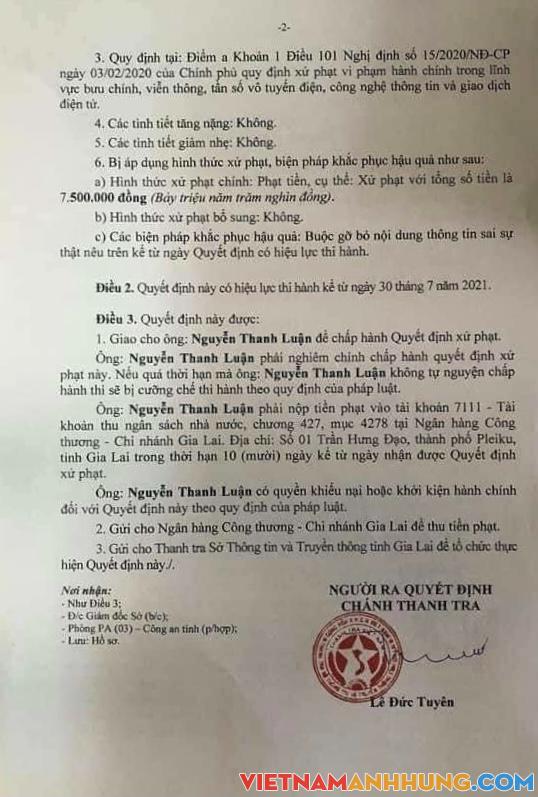 -2-
3. Quy định tại: Điểm a Khoản 1 Điều 101 Nghị định số 15/2020/NĐ-CP
ngày 03/02/2020 của Chính phủ quy định xử phạt vi phạm hành chính trong lĩnh
vực bưu chính, viễn thông, tần số vô tuyến điện, công nghệ thông tin và giao dịch
điện tử.
4. Các tình tiết tăng nặng: Không.
5. Các tình tiết giảm nhẹ: Không.
6. Bị áp dụng hình thức xử phạt, biện pháp khắc phục hậu quả như sau:
a) Hình thức xử phạt chính: Phạt tiền, cụ thể: Xử phạt với tổng số tiền là
7.500.000 đồng (Bảy triệu năm trăm nghìn đồng).
b) Hình thức xử phạt bổ sung: Không.
c) Các biện pháp khắc phục hậu quả: Buộc gỡ bỏ nội dung thông tin sai sự
thật nêu trên kể từ ngày Quyết định có hiệu lực thi hành.
Điều 2. Quyết định này có hiệu lực thi hành kể từ ngày 30 tháng 7 năm 2021.
Điều 3. Quyết định này được:
1. Giao cho ông: Nguyễn Thanh Luận để chấp hành Quyết định xử phạt.
Ông: Nguyễn Thanh Luận phải nghiêm chỉnh chấp hành quyết định xử
phạt này. Nếu quá thời hạn mà ông: Nguyễn Thanh Luận không tự nguyện chấp
hành thì sẽ bị cưỡng chế thi hành theo quy định của pháp luật.
Ông: Nguyễn Thanh Luận phải nộp tiền phạt vào tài khoản 7111 - Tài
khoản thu ngân sách nhà nước, chương 427, mục 4278 tại Ngân hàng Công
thương - Chi nhánh Gia Lai. Địa chỉ: Số 01 Trần Hưng Đạo, thành phố Pleiku,
tỉnh Gia Lai trong thời hạn 10 (mười) ngày kể từ ngày nhận được Quyết định
xử phạt.
Ông: Nguyễn Thanh Luận có quyền khiếu nại hoặc khởi kiện hành chính
đối với Quyết định này theo quy định của pháp luật.
2. Gửi cho Ngân hàng Công thương - Chi nhánh Gia Lai để thu tiền phạt.
3. Gửi cho Thanh tra Sở Thông tin và Truyền thông tỉnh Gia Lai để tổ chức thực
hiện Quyết định này./.
Nơi nhận:
- Như Điều 3;
- Đ/c Giám đốc Sở (b/c);
- Phòng PA (03) – Công an tỉnh (p/hợp);
- Lưu: Hồ sơ.
NGƯỜI RA QUYẾT ĐỊNH
CHÁNH THANH TRA
Lê Đức Tuyên
VIETNAMANHHUNG.COM